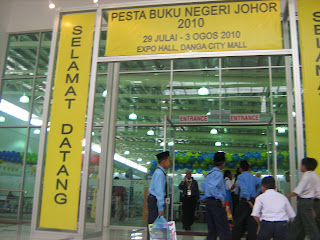 PESTA BUKU NEGERI JOHOR
2010
29 JULAI - 3 OGOS 2010
EXPO HALL, DANGA CITY MALL
SELAMAT DATANG
ENTRANCE
ENTRANCE